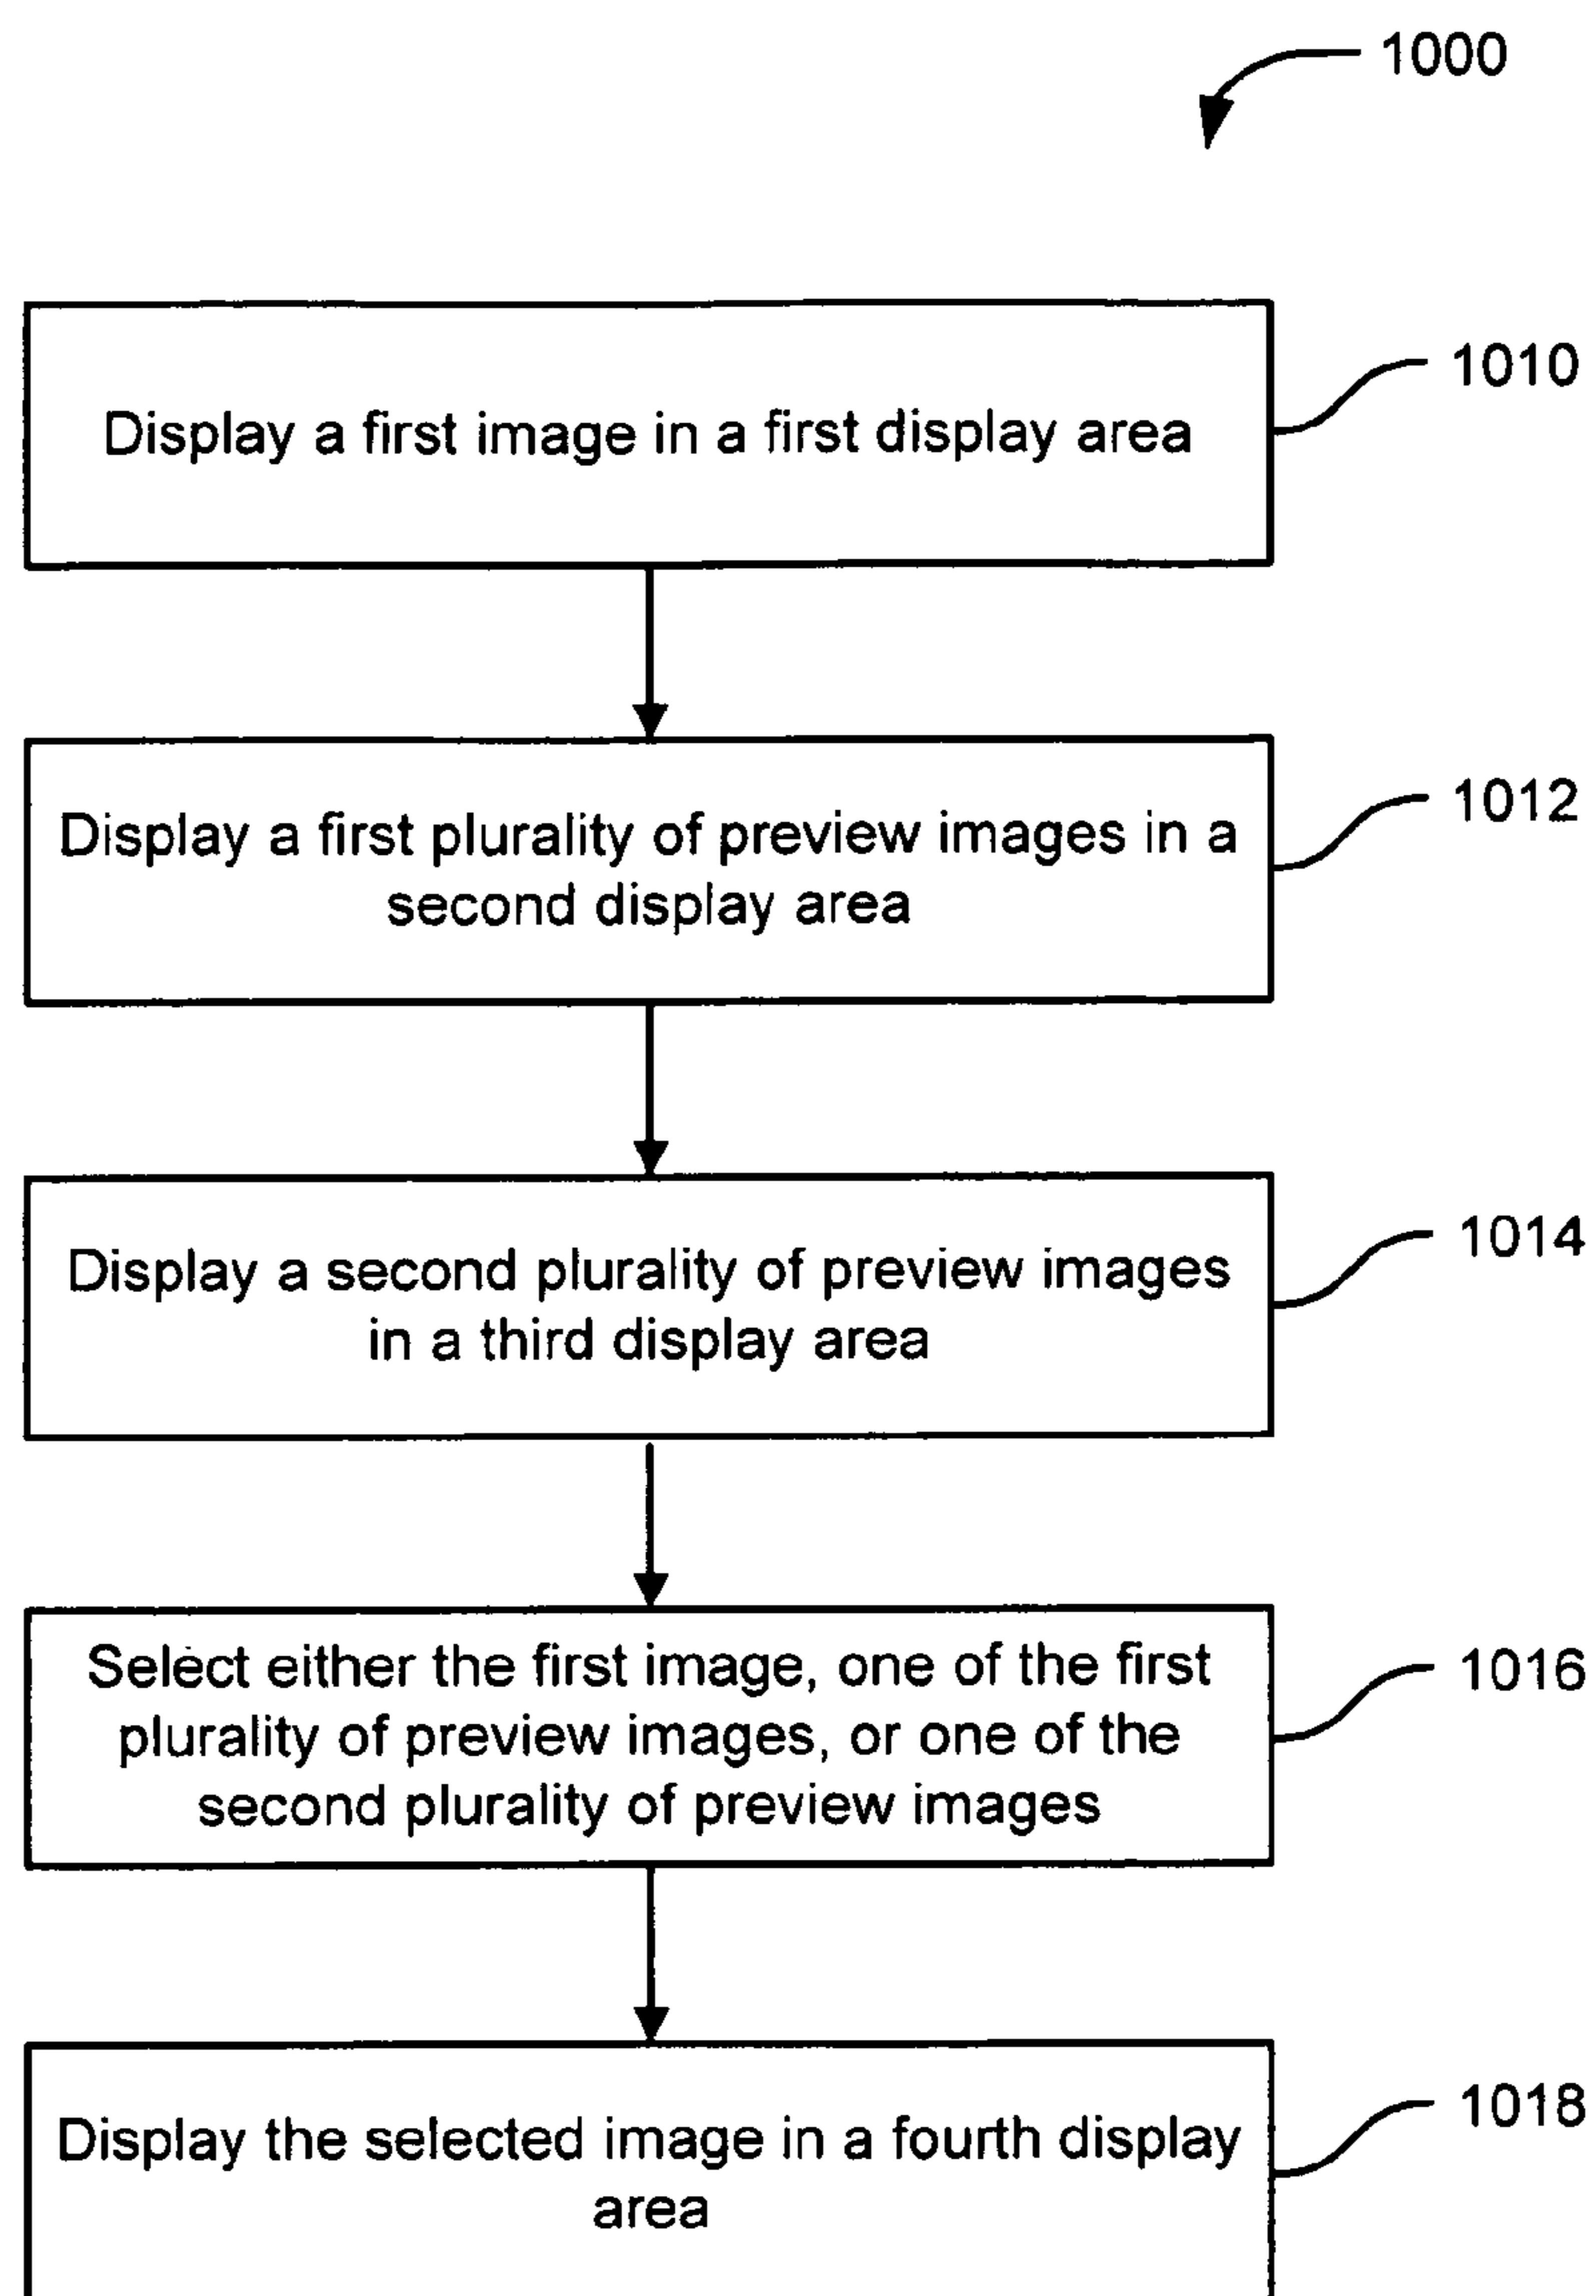 1000
Display a first image in a first display area
1010
Display a first plurality of preview images in a
second display area
1012
Display a second plurality of preview images
in a third display area
1014
Select either the first image, one of the first
plurality of preview images, or one of the
second plurality of preview images
1016
Display the selected image in a fourth display
area
1018